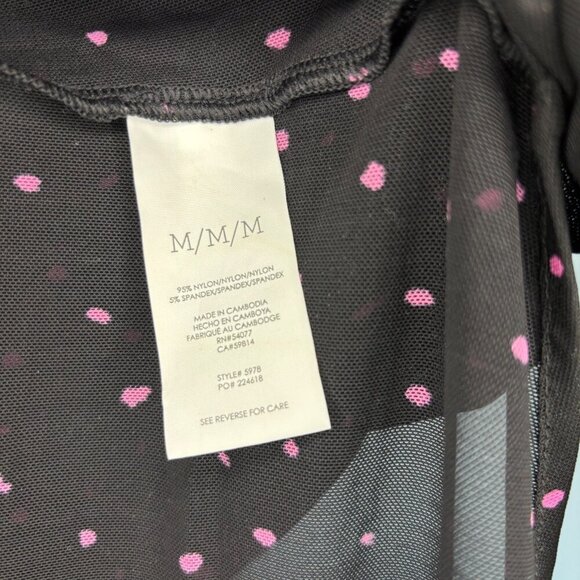 M/M/M
95% NYLON/NYLON/NYLON
5% SPANDEX/SPANDEX/SPANDEX
MADE IN CAMBODIA
HECHO EN CAMBOYA
FABRIQUÉ AU CAMBODGE
RN#54077
CA#59814
STYLE# 5978
PO# 224618
SEE REVERSE FOR CARE